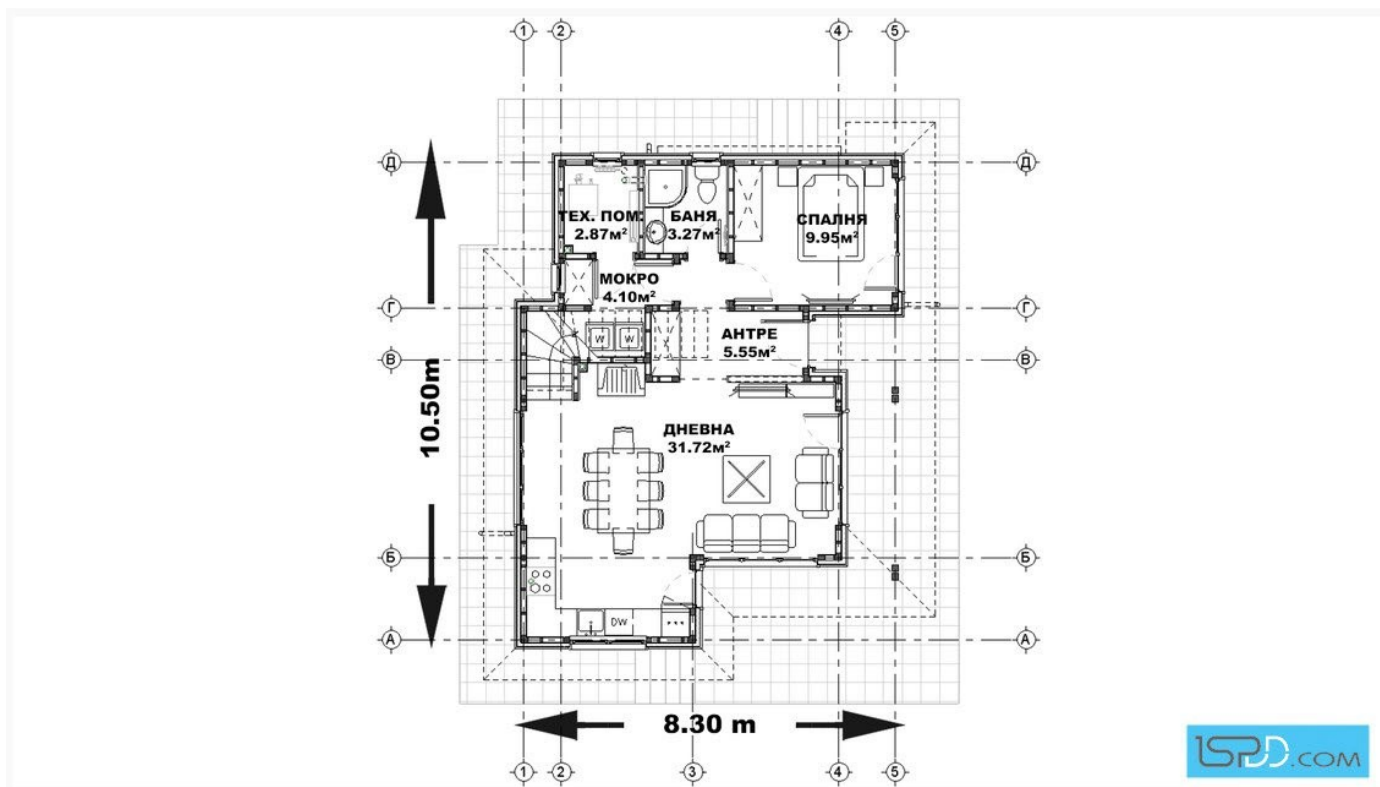 1 2 4 5
Д Д
ТЕХ. ПОМ.
2.87м²
БАНЯ
3.27м²
СПАЛНЯ
9.95м²
МОКРО
4.10м²
Г Г
W W
АНТРЕ
5.55м²
В В
10.50m
ДНЕВНА
31.72м²
Б Б
DW
А А
8.30 m
1 2 3 4 5
1SPD.COM